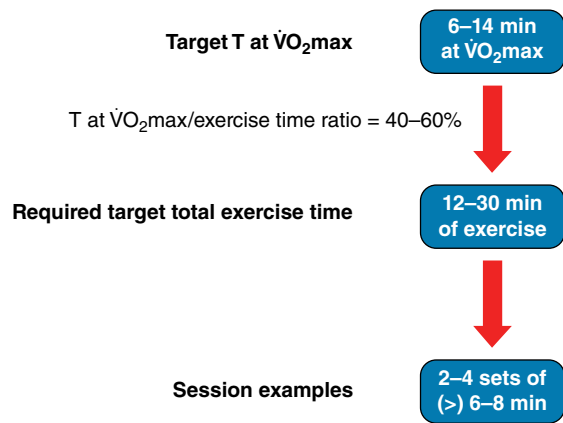 Target T at V̇O₂max
6–14 min
at V̇O₂max
T at V̇O₂max/exercise time ratio = 40–60%
Required target total exercise time
12–30 min
of exercise
Session examples
2–4 sets of
(>) 6–8 min